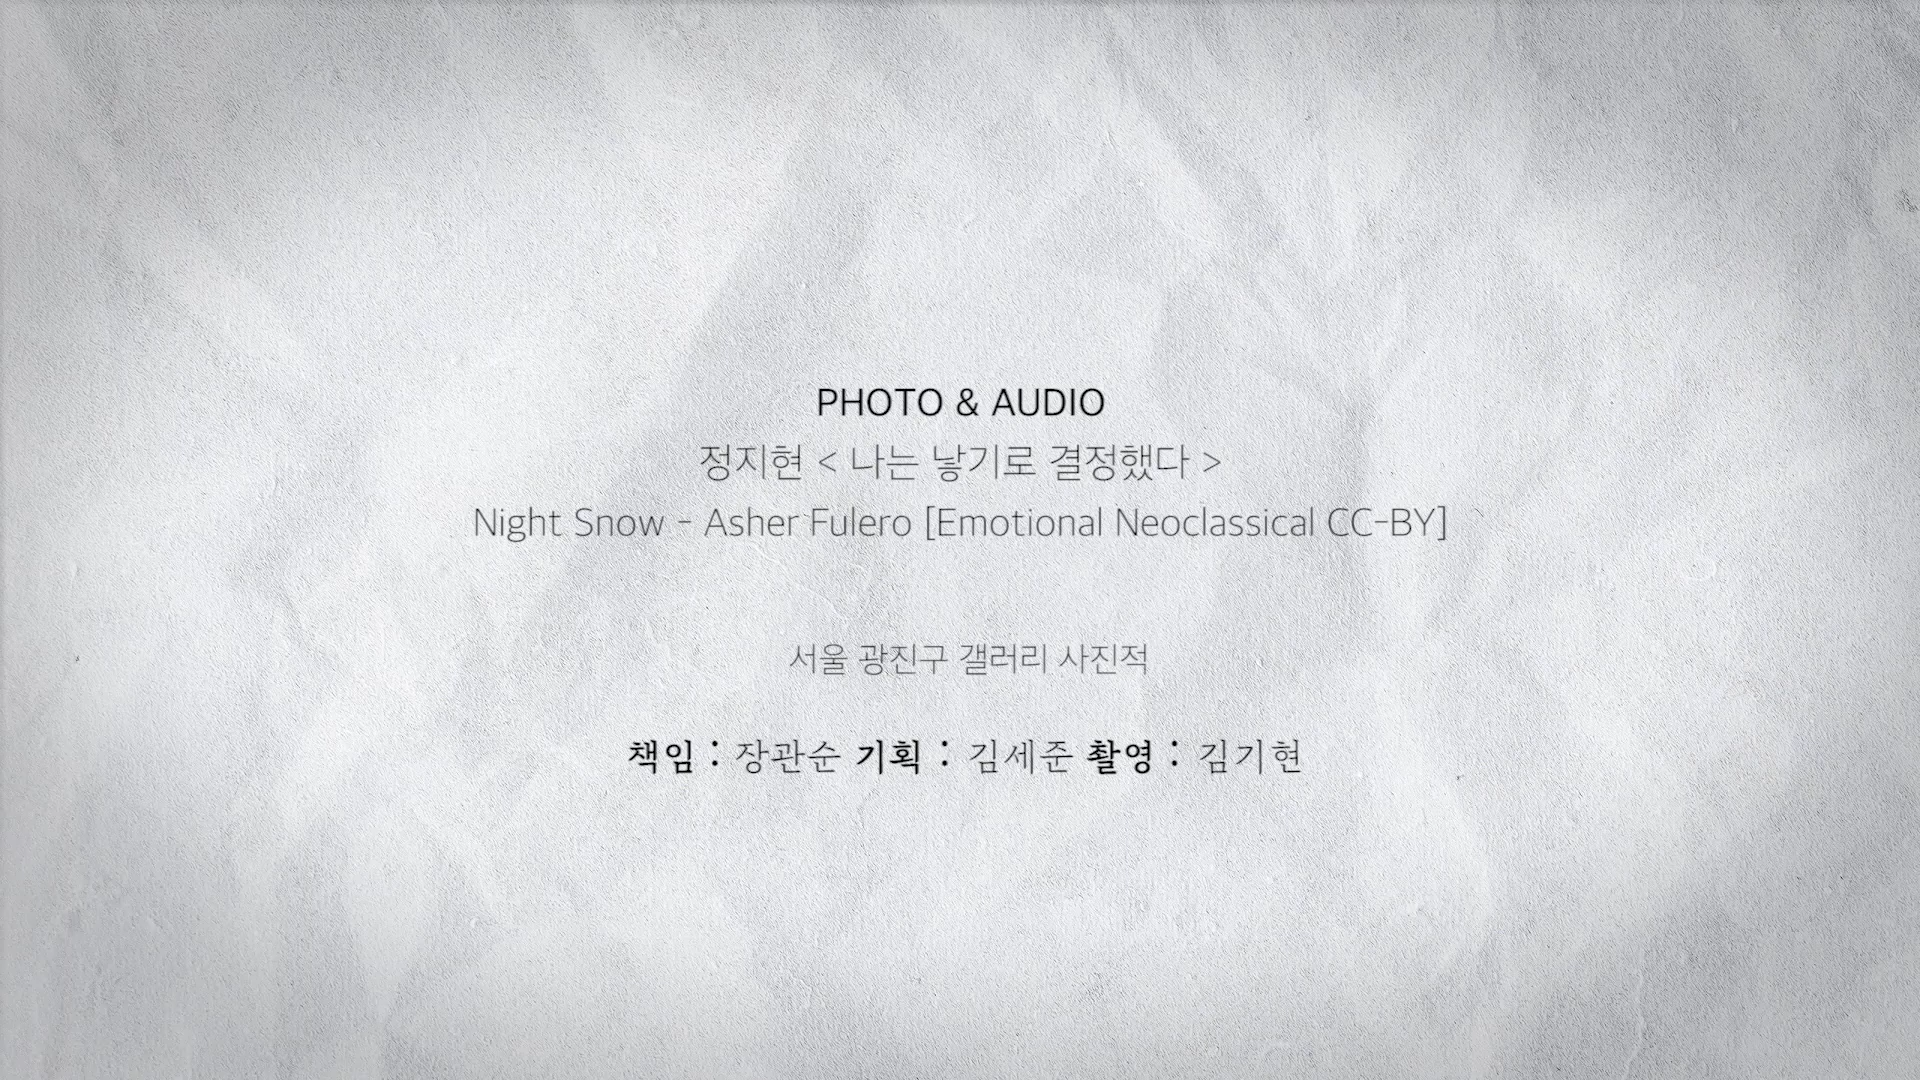 PHOTO & AUDIO
정지현 < 나는 낳기로 결정했다 >
Night Snow - Asher Fulero [Emotional Neoclassical CC-BY]
서울 광진구 갤러리 사진적
책임 : 장관순 기획 : 김세준 촬영 : 김기현